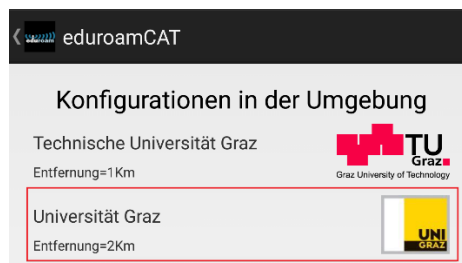 eduroam
eduroamCAT
Konfigurationen in der Umgebung
Technische Universität Graz
Entfernung=1Km
TU
Graz
Graz University of Technology
Universität Graz
Entfernung=2Km
UNI
GRAZ